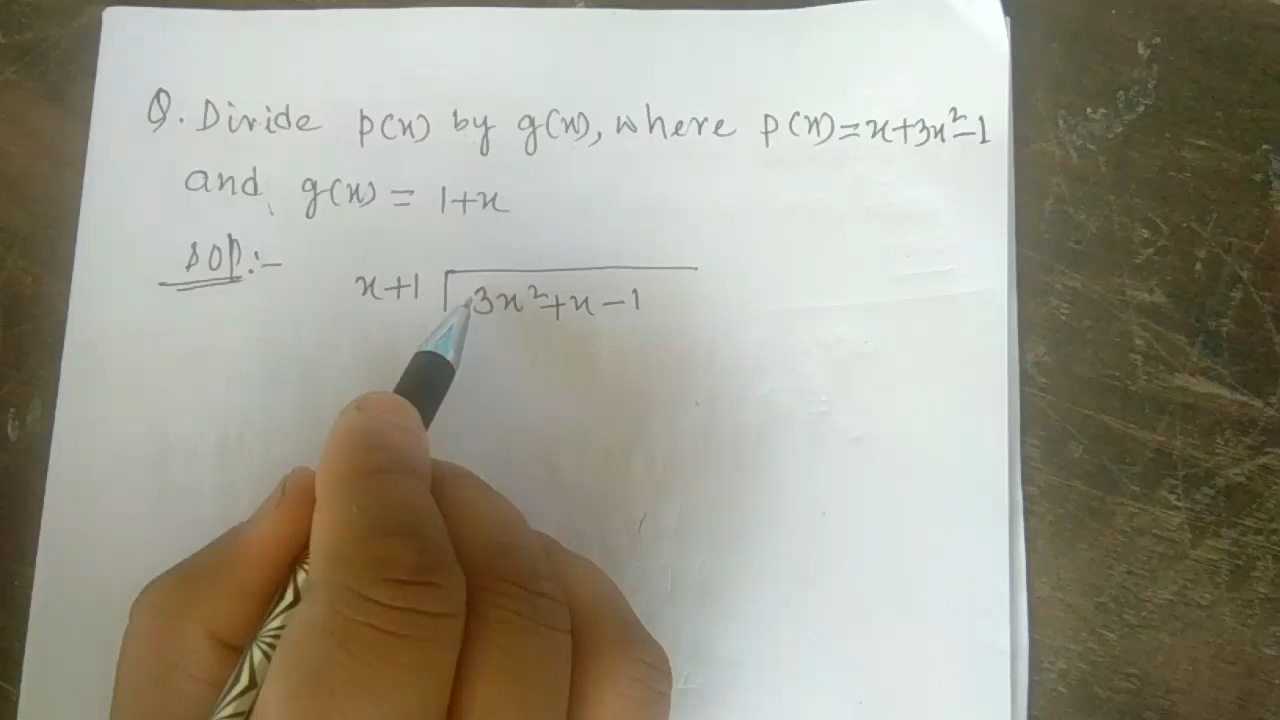 Q. Divide p(x) by g(x), where p(x)=x+3x²-1
and g(x) = 1+x
Sol:-
x+1 3x²+x-1